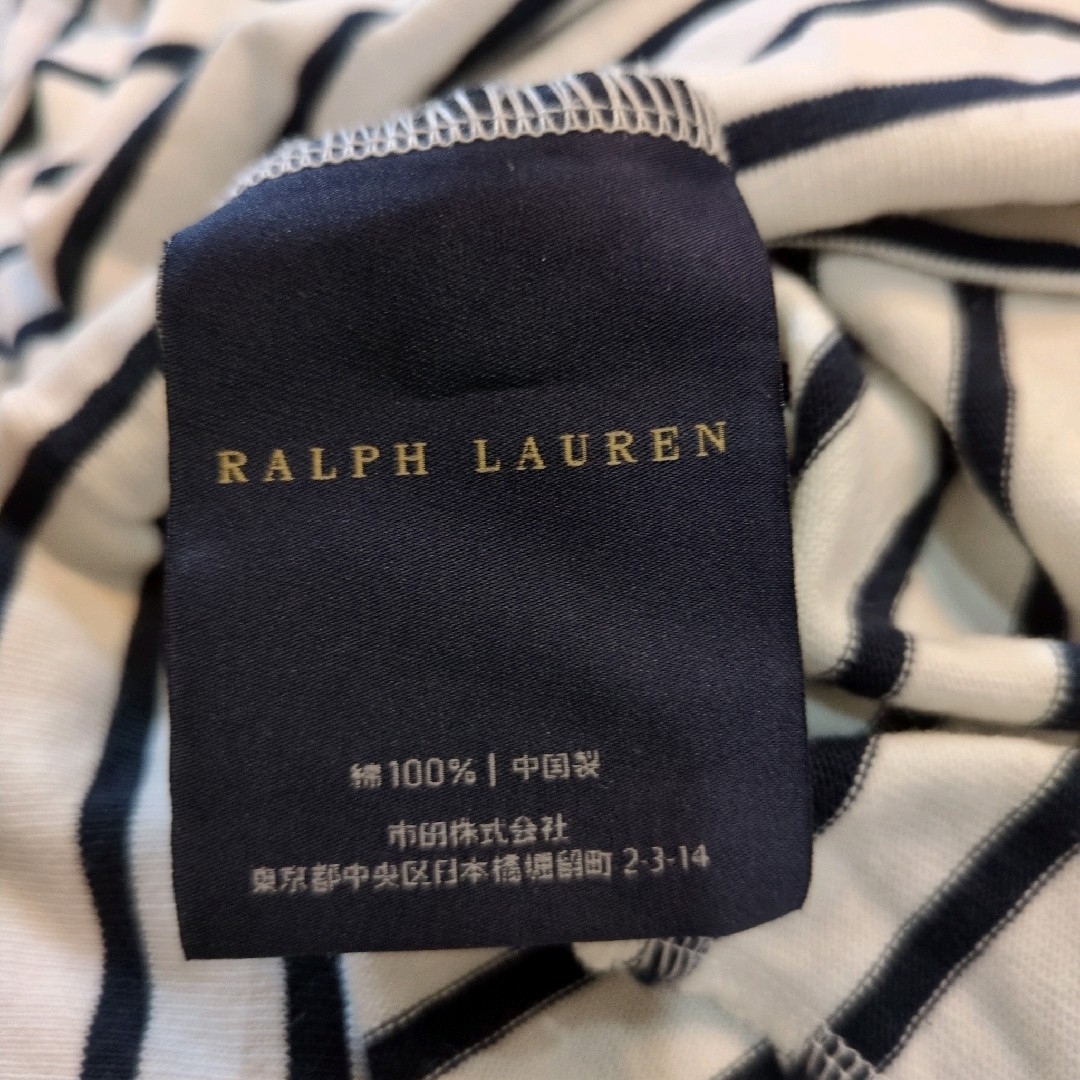 RALPH LAUREN
綿100% | 中国製
市田株式会社
東京都中央区日本橋堀留町 2-3-14